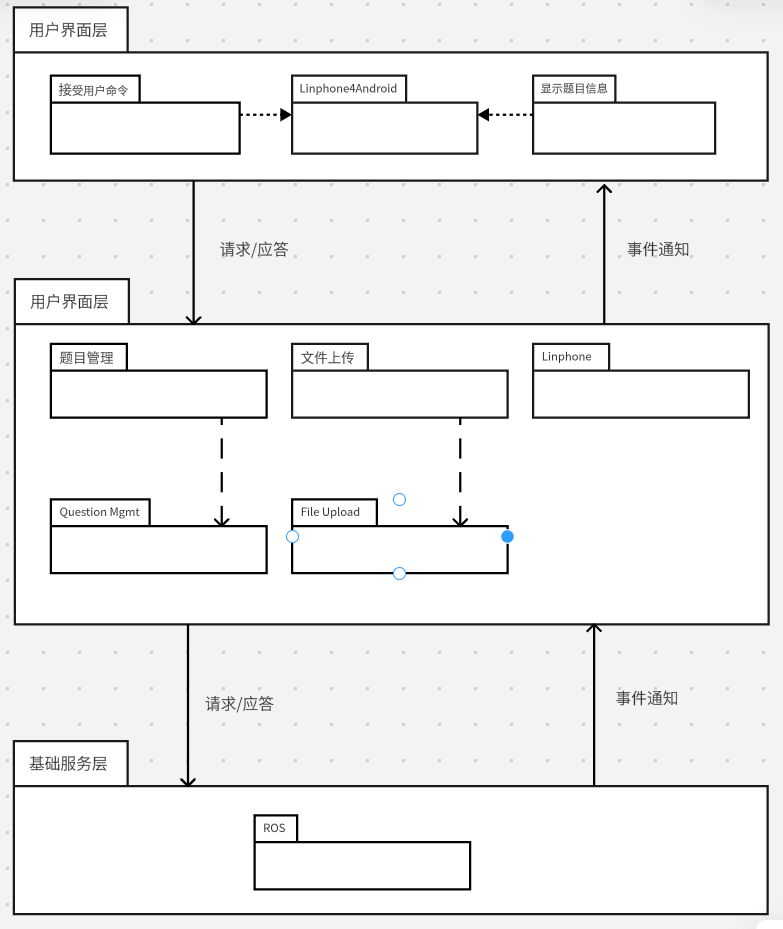 用户界面层
接受用户命令
Linphone4Android
显示题目信息
请求/应答
事件通知
用户界面层
题目管理
文件上传
Linphone
Question Mgmt
File Upload
请求/应答
事件通知
基础服务层
ROS